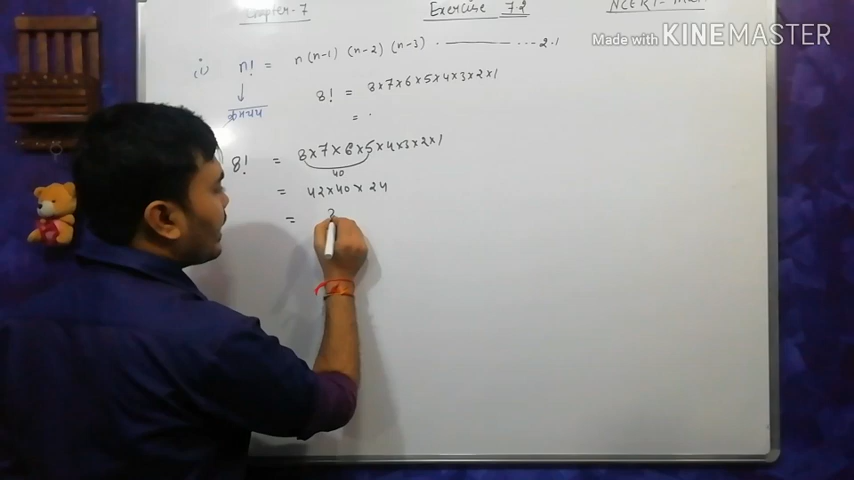 Chapter-7 Exercise 7.2 NCERT-
Made with KINEMASTER
(i) n! = n (n-1) (n-2) (n-3) ------- 2.1
8! = 8×7×6×5×4×3×2×1
= .
8! = 8×7×6×5×4×3×2×1
40
= 42×40×24
=